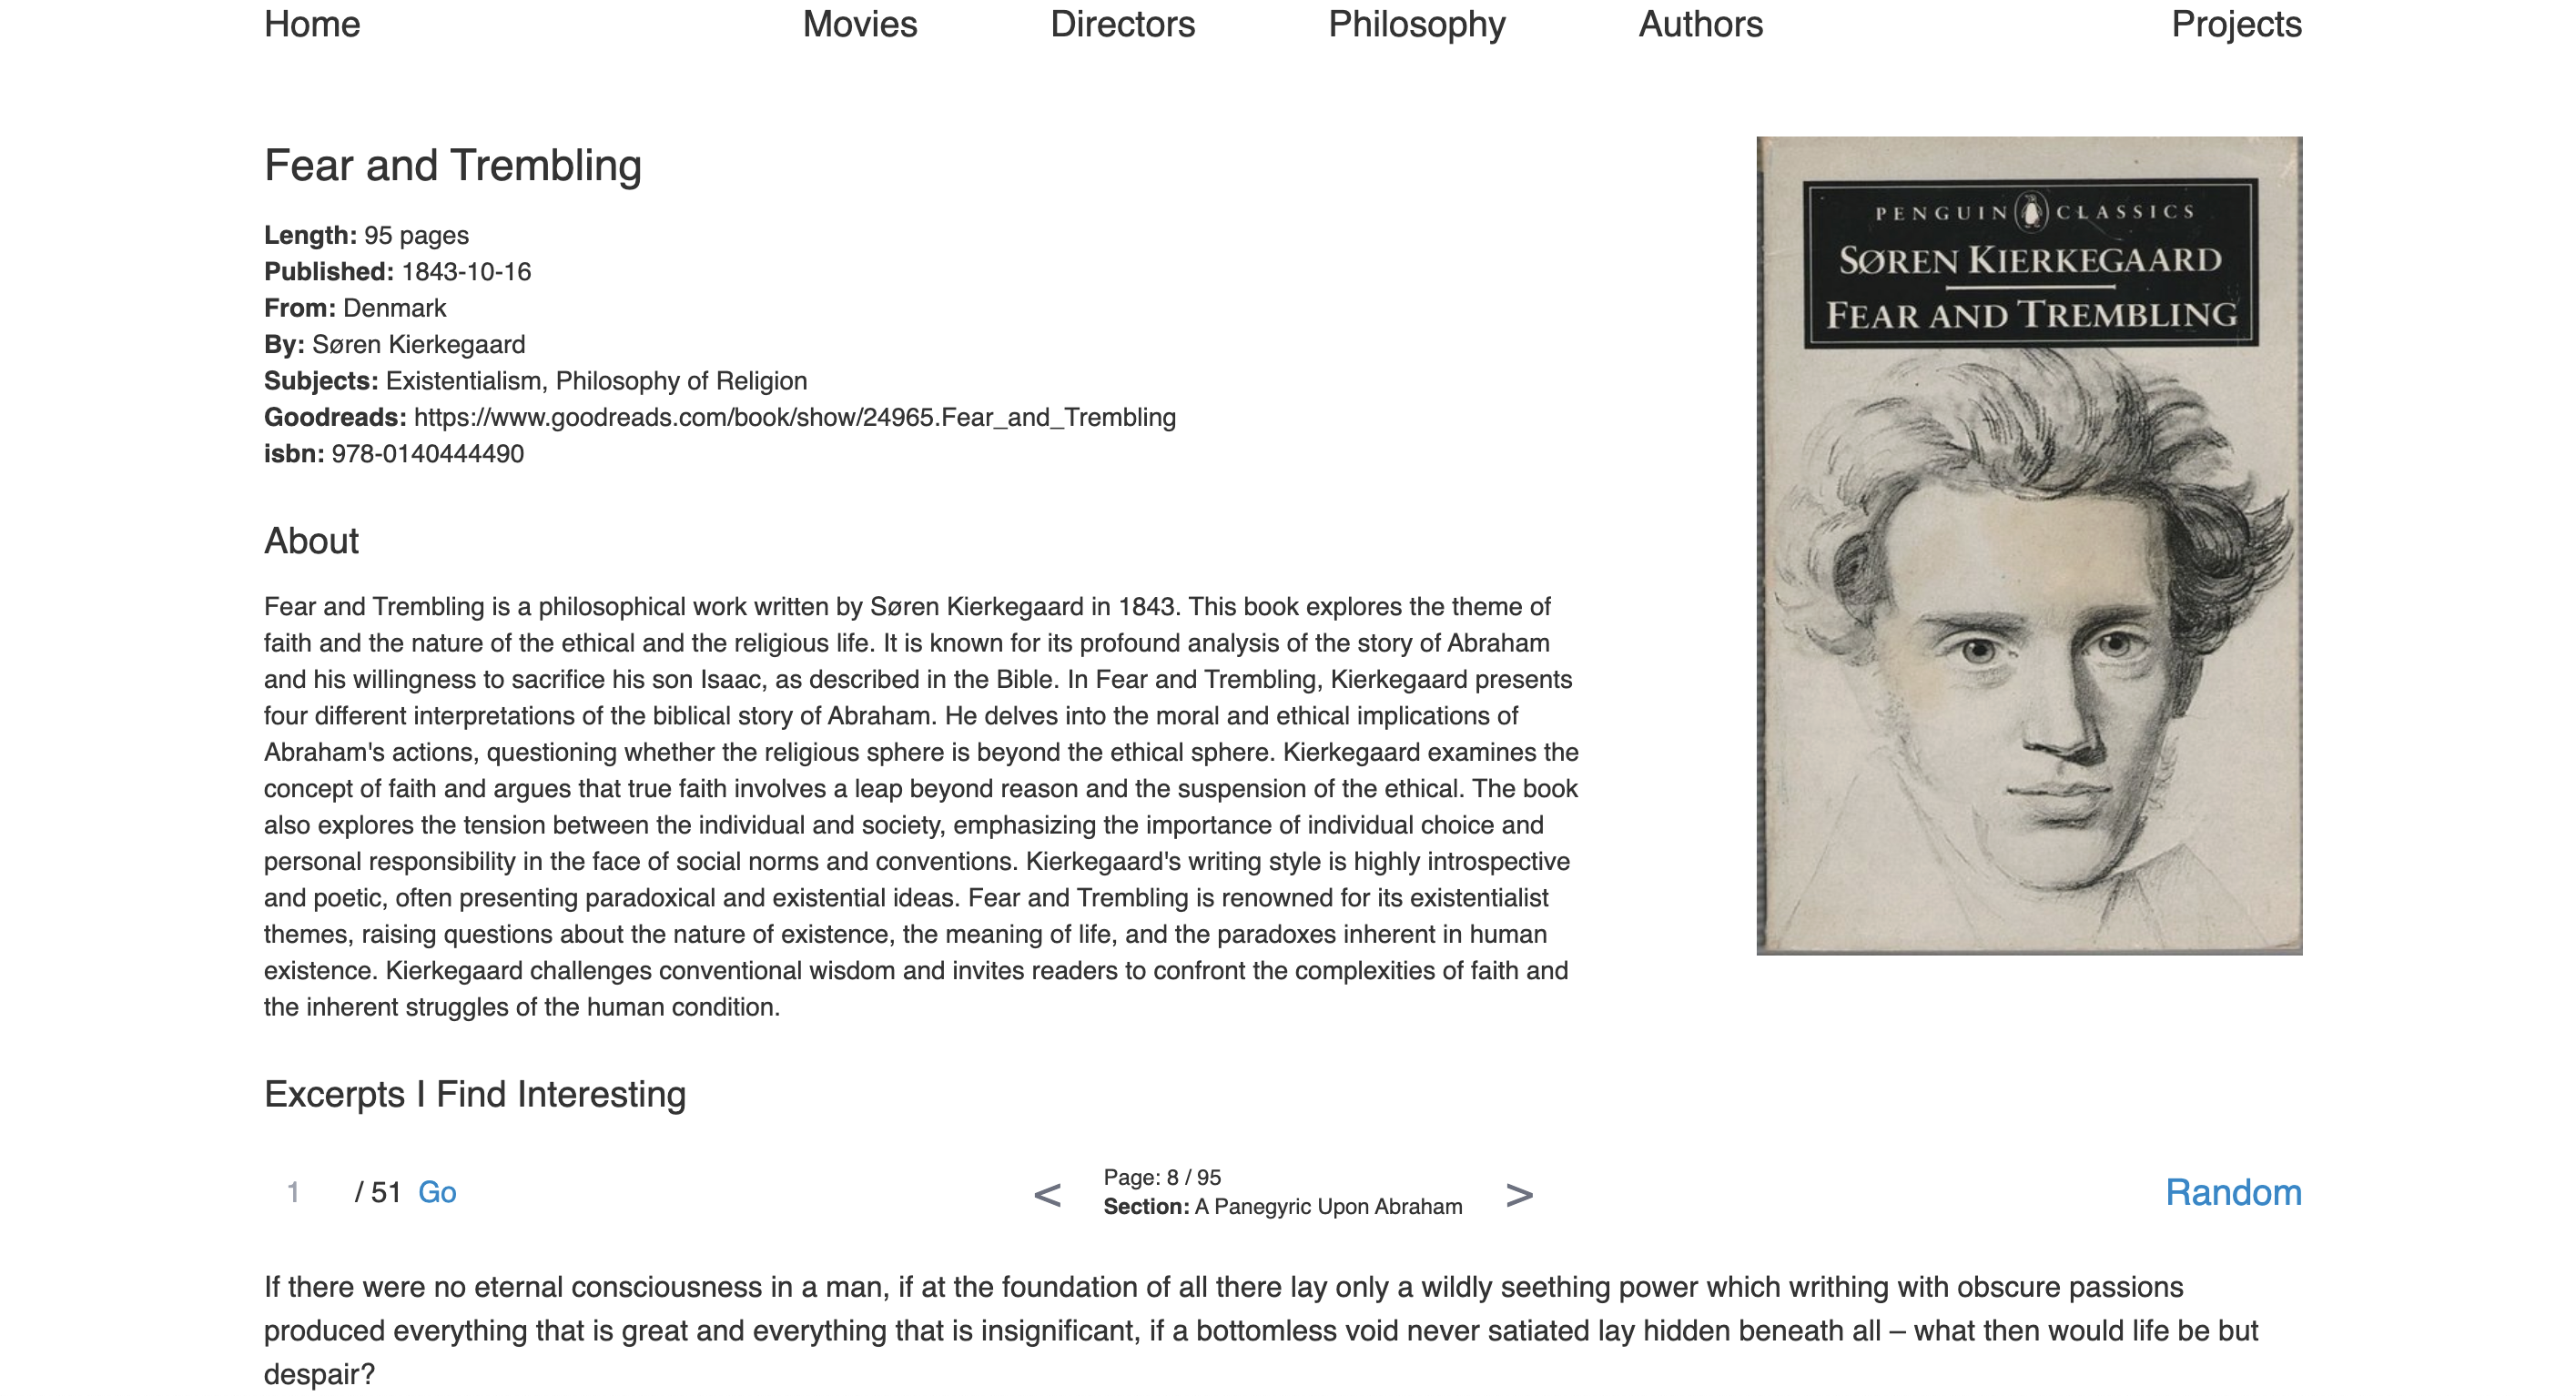 Home Movies Directors Philosophy Authors Projects
Fear and Trembling
Length: 95 pages
Published: 1843-10-16
From: Denmark
By: Søren Kierkegaard
Subjects: Existentialism, Philosophy of Religion
Goodreads: https://www.goodreads.com/book/show/24965.Fear_and_Trembling
isbn: 978-0140444490
PENGUIN CLASSICS
SØREN KIERKEGAARD
FEAR AND TREMBLING
About
Fear and Trembling is a philosophical work written by Søren Kierkegaard in 1843. This book explores the theme of
faith and the nature of the ethical and the religious life. It is known for its profound analysis of the story of Abraham
and his willingness to sacrifice his son Isaac, as described in the Bible. In Fear and Trembling, Kierkegaard presents
four different interpretations of the biblical story of Abraham. He delves into the moral and ethical implications of
Abraham's actions, questioning whether the religious sphere is beyond the ethical sphere. Kierkegaard examines the
concept of faith and argues that true faith involves a leap beyond reason and the suspension of the ethical. The book
also explores the tension between the individual and society, emphasizing the importance of individual choice and
personal responsibility in the face of social norms and conventions. Kierkegaard's writing style is highly introspective
and poetic, often presenting paradoxical and existential ideas. Fear and Trembling is renowned for its existentialist
themes, raising questions about the nature of existence, the meaning of life, and the paradoxes inherent in human
existence. Kierkegaard challenges conventional wisdom and invites readers to confront the complexities of faith and
the inherent struggles of the human condition.
Excerpts I Find Interesting
1 / 51 Go
<
Page: 8 / 95
Section: A Panegyric Upon Abraham
>
Random
If there were no eternal consciousness in a man, if at the foundation of all there lay only a wildly seething power which writhing with obscure passions
produced everything that is great and everything that is insignificant, if a bottomless void never satiated lay hidden beneath all – what then would life be but
despair?